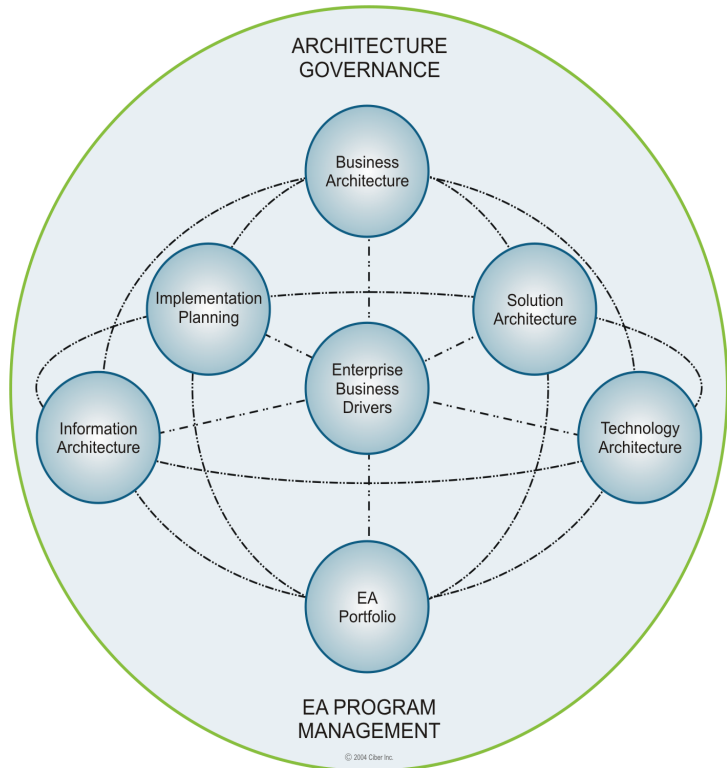 ARCHITECTURE
GOVERNANCE
Business
Architecture
Implementation
Planning
Solution
Architecture
Enterprise
Business
Drivers
Information
Architecture
Technology
Architecture
EA
Portfolio
EA PROGRAM
MANAGEMENT
© 2004 Ciber Inc.